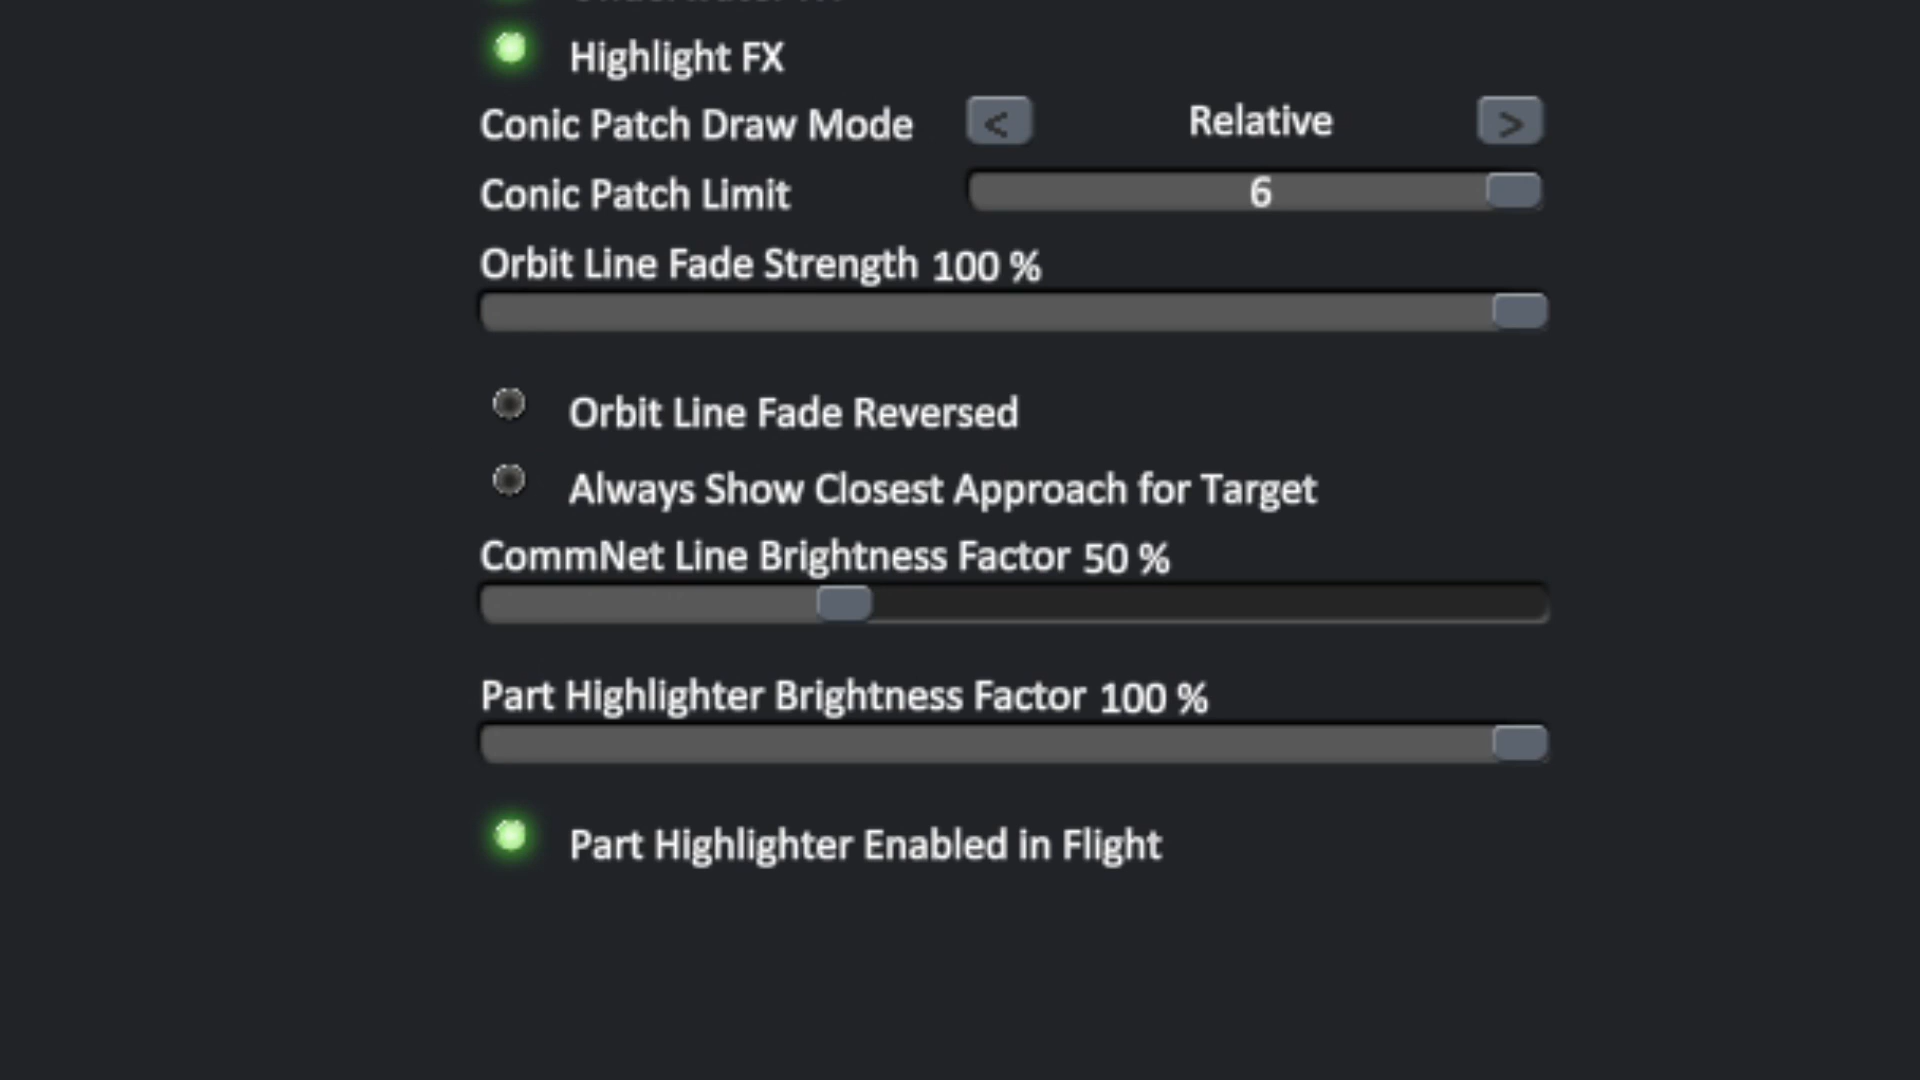 Highlight FX
Conic Patch Draw Mode < Relative >
Conic Patch Limit 6
Orbit Line Fade Strength 100 %
Orbit Line Fade Reversed
Always Show Closest Approach for Target
CommNet Line Brightness Factor 50 %
Part Highlighter Brightness Factor 100 %
Part Highlighter Enabled in Flight